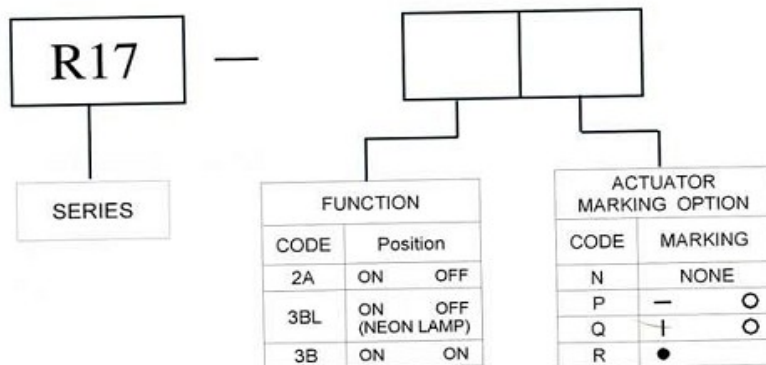 R17 —
SERIES
FUNCTION
CODE Position
2A ON OFF
3BL ON OFF
(NEON LAMP)
3B ON ON
ACTUATOR
MARKING OPTION
CODE MARKING
N NONE
P — O
Q | O
R ●